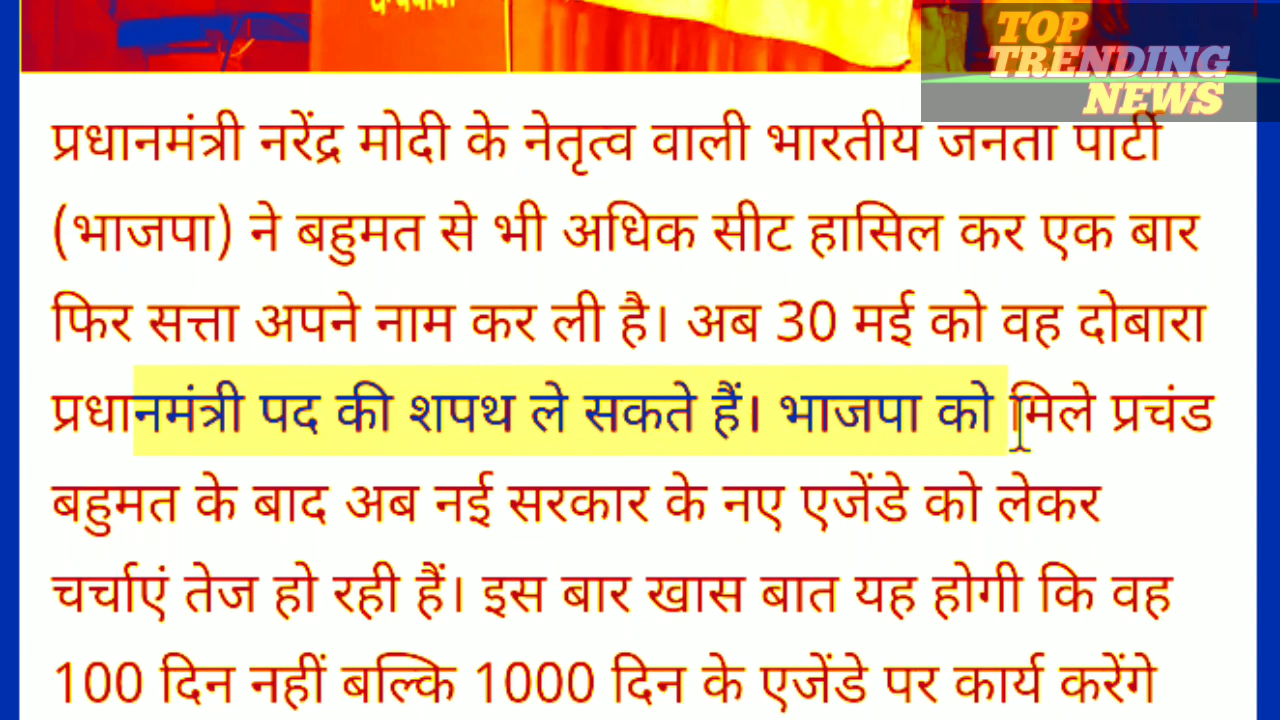 TOP
TRENDING
NEWS
प्रधानमंत्री नरेंद्र मोदी के नेतृत्व वाली भारतीय जनता पार्टी
(भाजपा) ने बहुमत से भी अधिक सीट हासिल कर एक बार
फिर सत्ता अपने नाम कर ली है। अब 30 मई को वह दोबारा
प्रधानमंत्री पद की शपथ ले सकते हैं। भाजपा को मिले प्रचंड
बहुमत के बाद अब नई सरकार के नए एजेंडे को लेकर
चर्चाएं तेज हो रही हैं। इस बार खास बात यह होगी कि वह
100 दिन नहीं बल्कि 1000 दिन के एजेंडे पर कार्य करेंगे